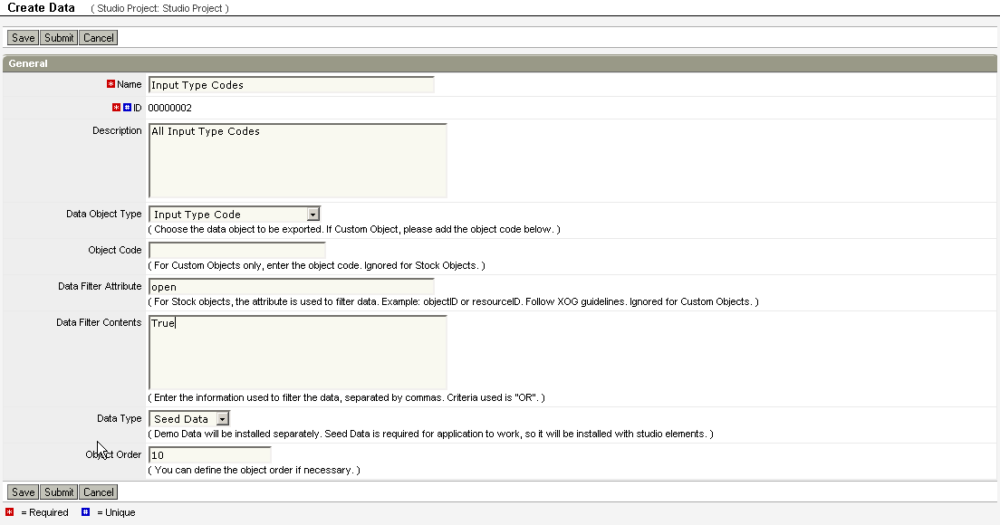 Create Data ( Studio Project: Studio Project )
Save Submit Cancel
General
Name Input Type Codes
ID 00000002
Description All Input Type Codes
Data Object Type Input Type Code
( Choose the data object to be exported. If Custom Object, please add the object code below. )
Object Code
( For Custom Objects only, enter the object code. Ignored for Stock Objects. )
Data Filter Attribute open
( For Stock objects, the attribute is used to filter data. Example: objectID or resourceID. Follow XOG guidelines. Ignored for Custom Objects. )
Data Filter Contents True
( Enter the information used to filter the data, separated by commas. Criteria used is "OR". )
Data Type Seed Data
( Demo Data will be installed separately. Seed Data is required for application to work, so it will be installed with studio elements. )
Object Order 10
( You can define the object order if necessary. )
Save Submit Cancel
= Required = Unique